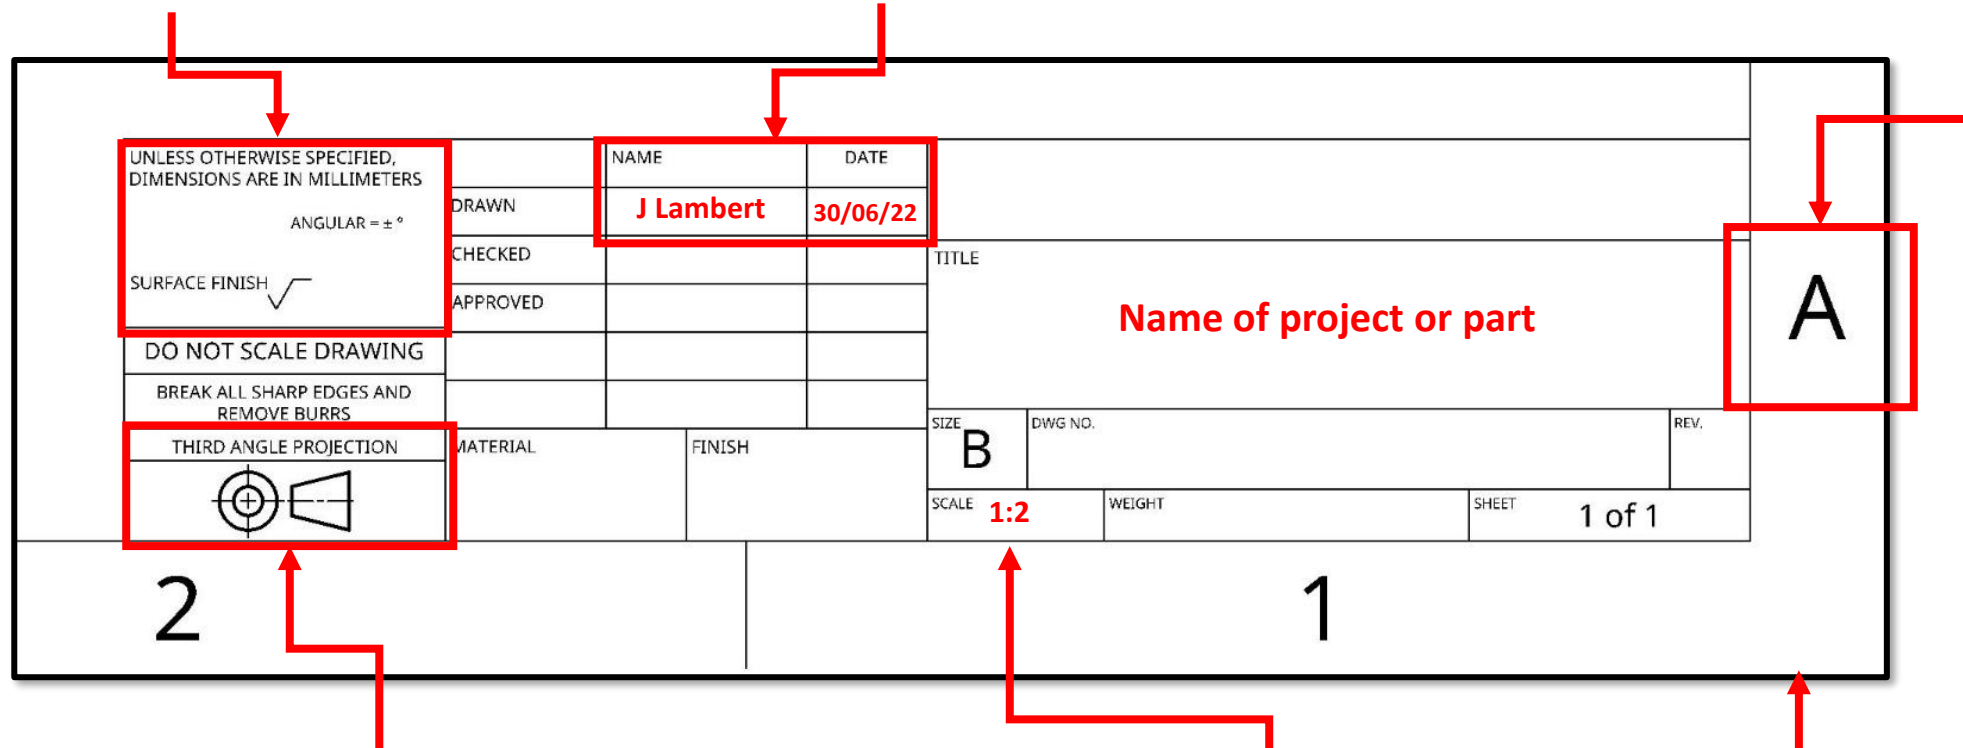 UNLESS OTHERWISE SPECIFIED,
DIMENSIONS ARE IN MILLIMETERS
ANGULAR = ± °
SURFACE FINISH
DO NOT SCALE DRAWING
BREAK ALL SHARP EDGES AND
REMOVE BURRS
THIRD ANGLE PROJECTION
NAME DATE
DRAWN J Lambert 30/06/22
CHECKED
APPROVED
MATERIAL FINISH
TITLE
Name of project or part
SIZE B DWG NO. REV.
SCALE 1:2 WEIGHT SHEET 1 of 1
A
2 1